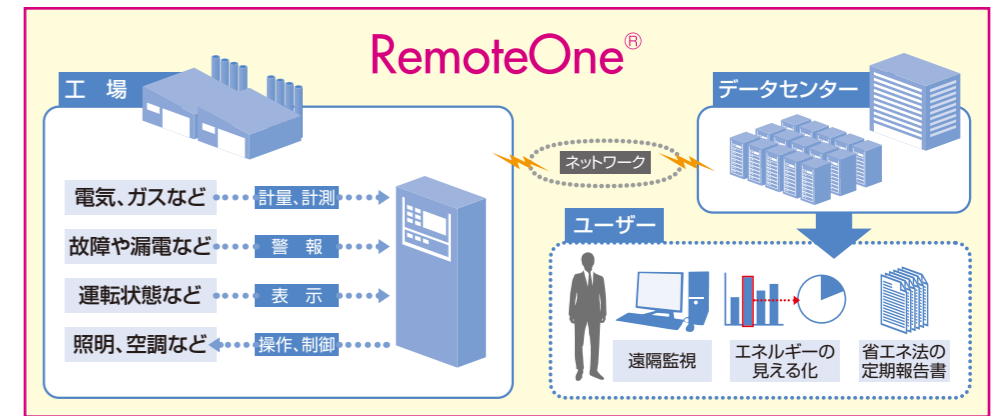 RemoteOne®
工 場
データセンター
ネットワーク
電気、ガスなど
計量、計測
故障や漏電など
警 報
運転状態など
表 示
照明、空調など
操作、制御
ユーザー
遠隔監視
エネルギーの
見える化
省エネ法の
定期報告書